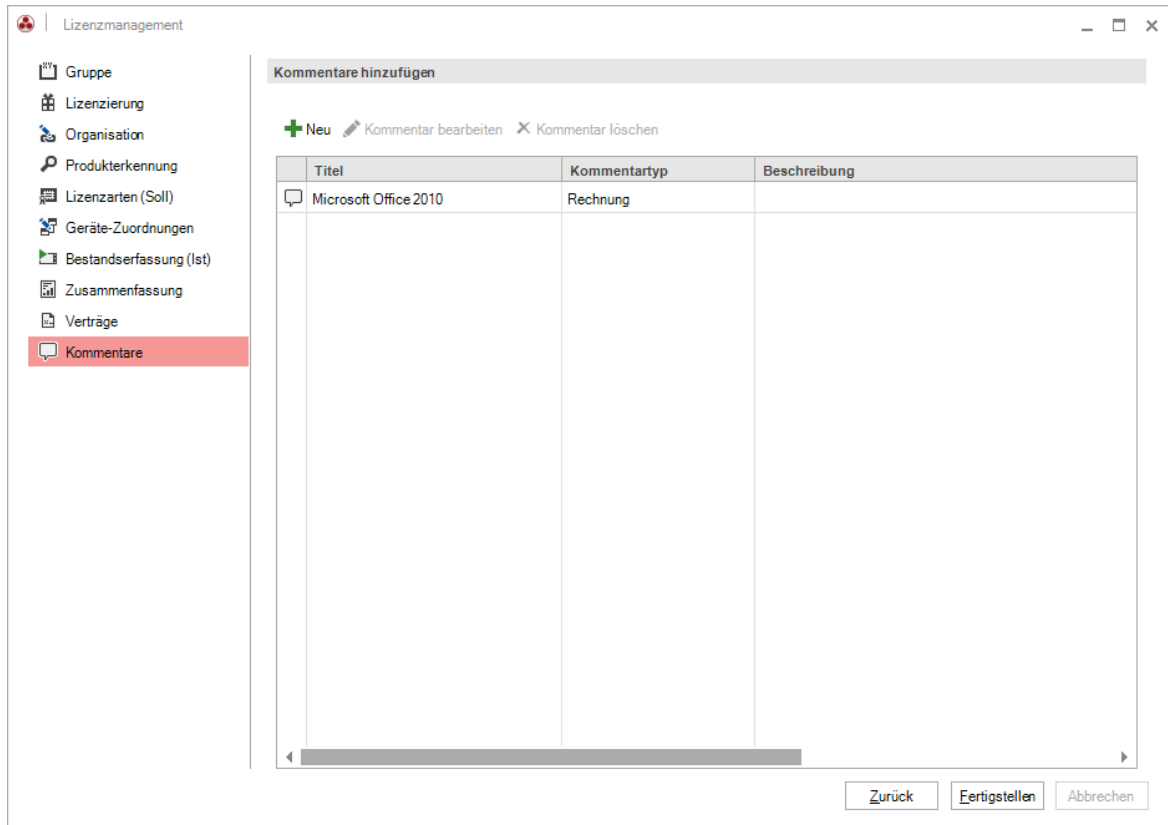 Lizenzmanagement
Gruppe
Lizenzierung
Organisation
Produkterkennung
Lizenzarten (Soll)
Geräte-Zuordnungen
Bestandserfassung (Ist)
Zusammenfassung
Verträge
Kommentare
Kommentare hinzufügen
Neu Kommentar bearbeiten Kommentar löschen
Titel Kommentartyp Beschreibung
Microsoft Office 2010 Rechnung
Zurück Fertigstellen Abbrechen